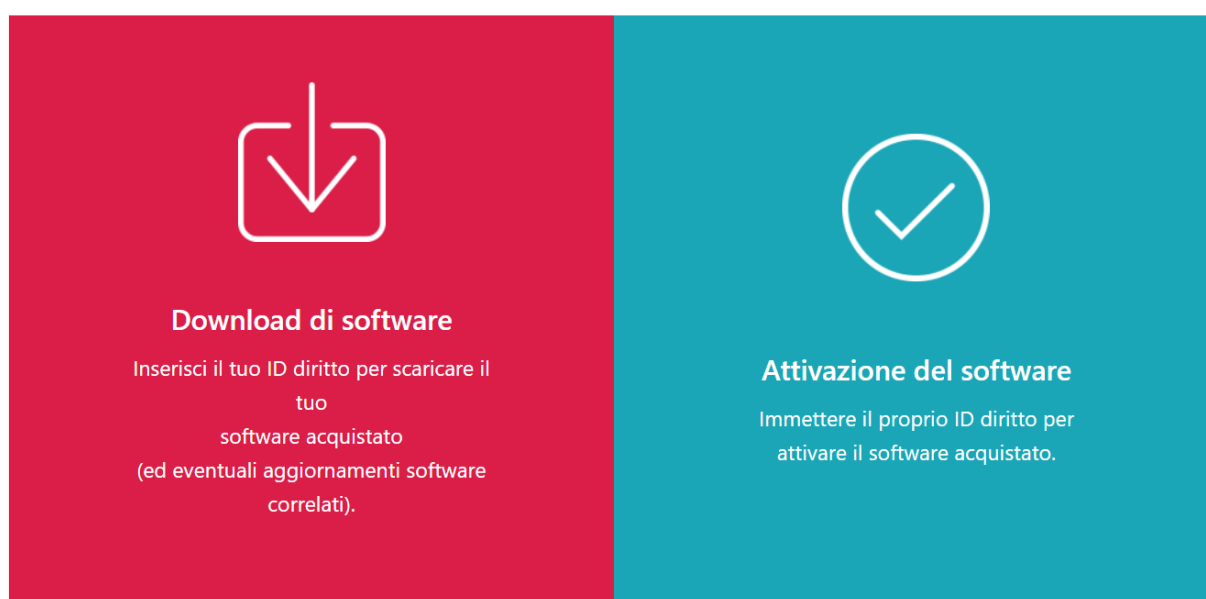 Download di software
Inserisci il tuo ID diritto per scaricare il
tuo
software acquistato
(ed eventuali aggiornamenti software
correlati).
Attivazione del software
Immettere il proprio ID diritto per
attivare il software acquistato.